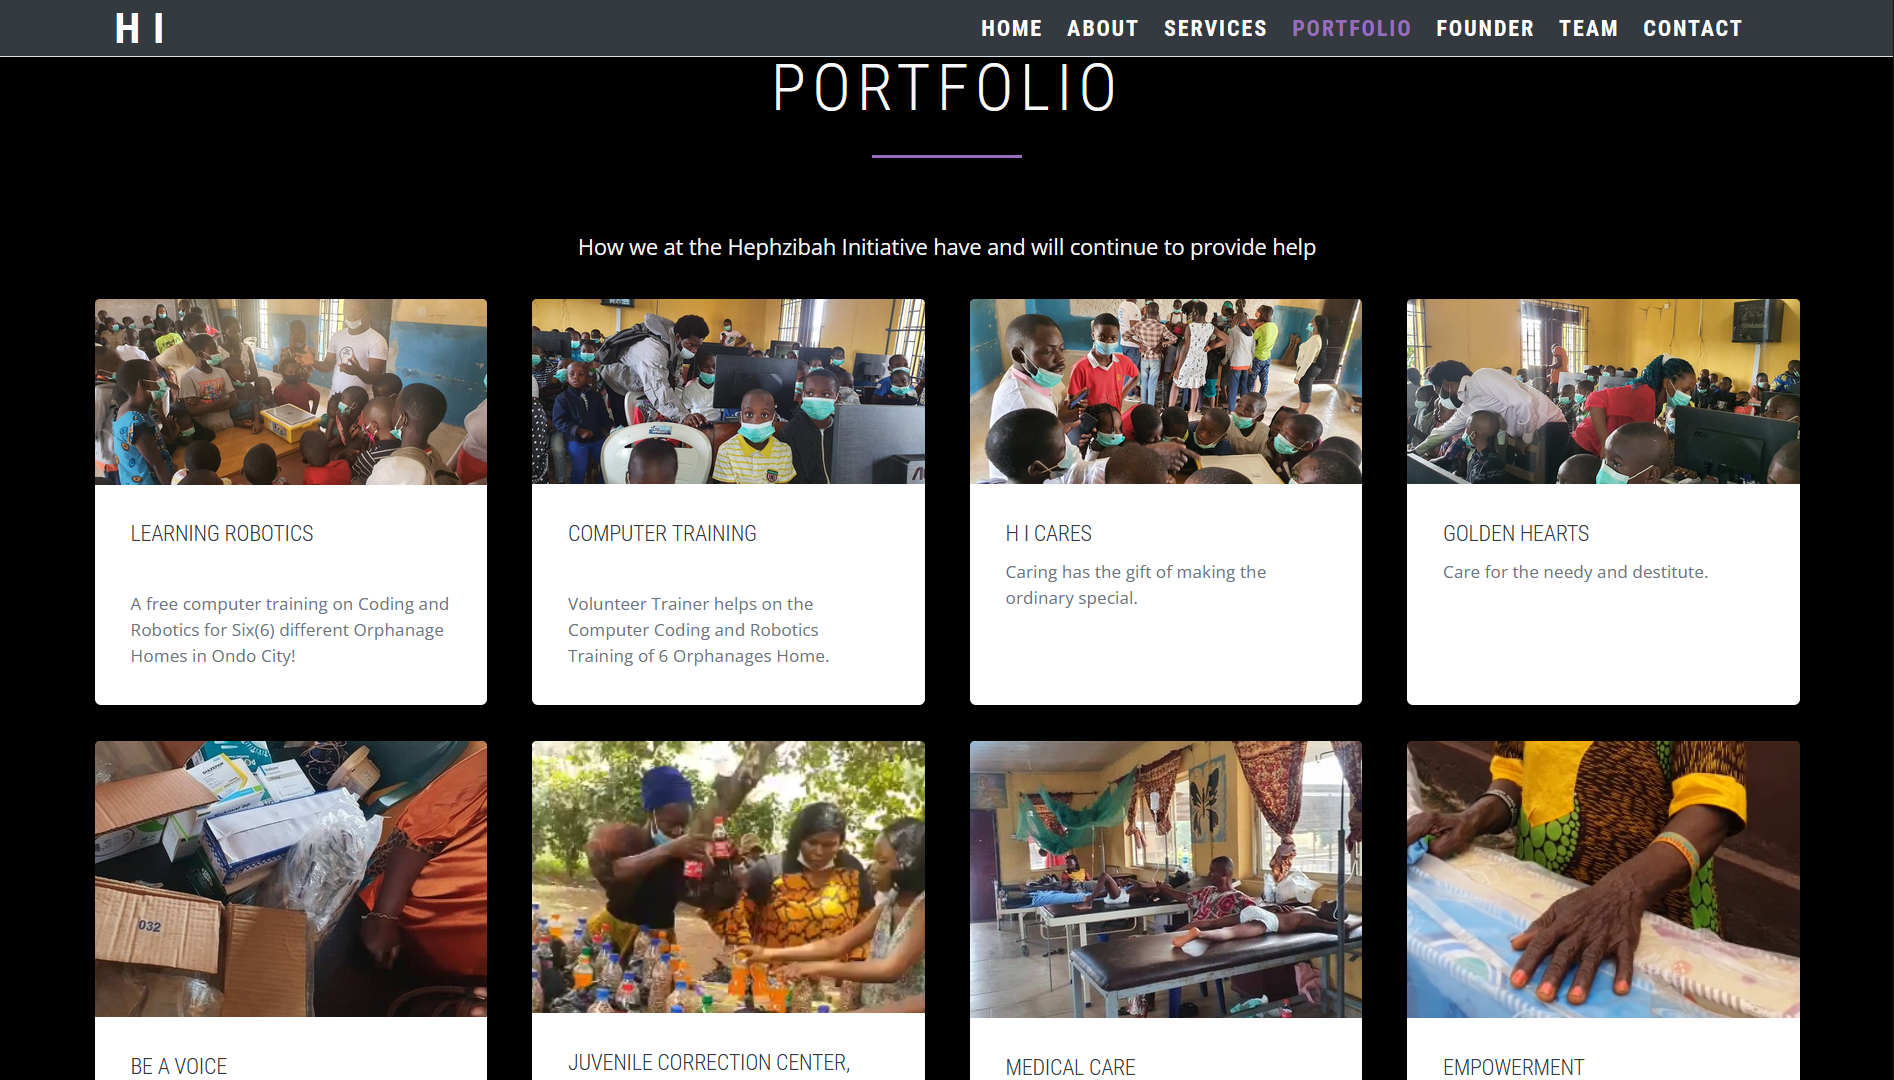 H I
HOME ABOUT SERVICES PORTFOLIO FOUNDER TEAM CONTACT
PORTFOLIO
How we at the Hephzibah Initiative have and will continue to provide help
LEARNING ROBOTICS
A free computer training on Coding and
Robotics for Six(6) different Orphanage
Homes in Ondo City!
COMPUTER TRAINING
Volunteer Trainer helps on the
Computer Coding and Robotics
Training of 6 Orphanages Home.
H I CARES
Caring has the gift of making the
ordinary special.
GOLDEN HEARTS
Care for the needy and destitute.
032
BE A VOICE
JUVENILE CORRECTION CENTER,
MEDICAL CARE
EMPOWERMENT